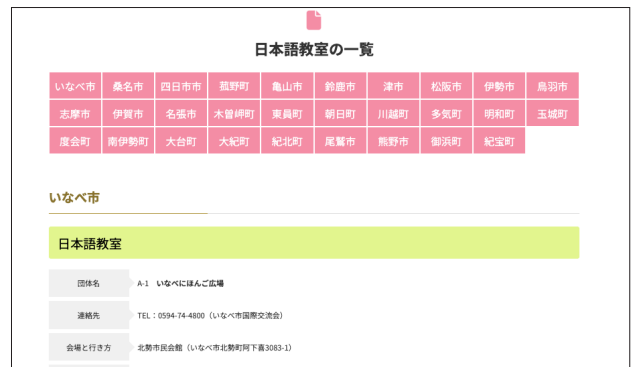 日本語教室の一覧
いなべ市 桑名市 四日市市 菰野町 亀山市 鈴鹿市 津市 松阪市 伊勢市 鳥羽市
志摩市 伊賀市 名張市 木曽岬町 東員町 朝日町 川越町 多気町 明和町 玉城町
度会町 南伊勢町 大台町 大紀町 紀北町 尾鷲市 熊野市 御浜町 紀宝町
いなべ市
日本語教室
団体名 A-1 いなべにほんご広場
連絡先 TEL：0594-74-4800（いなべ市国際交流会）
会場と行き方 北勢市民会館（いなべ市北勢町阿下喜3083-1）